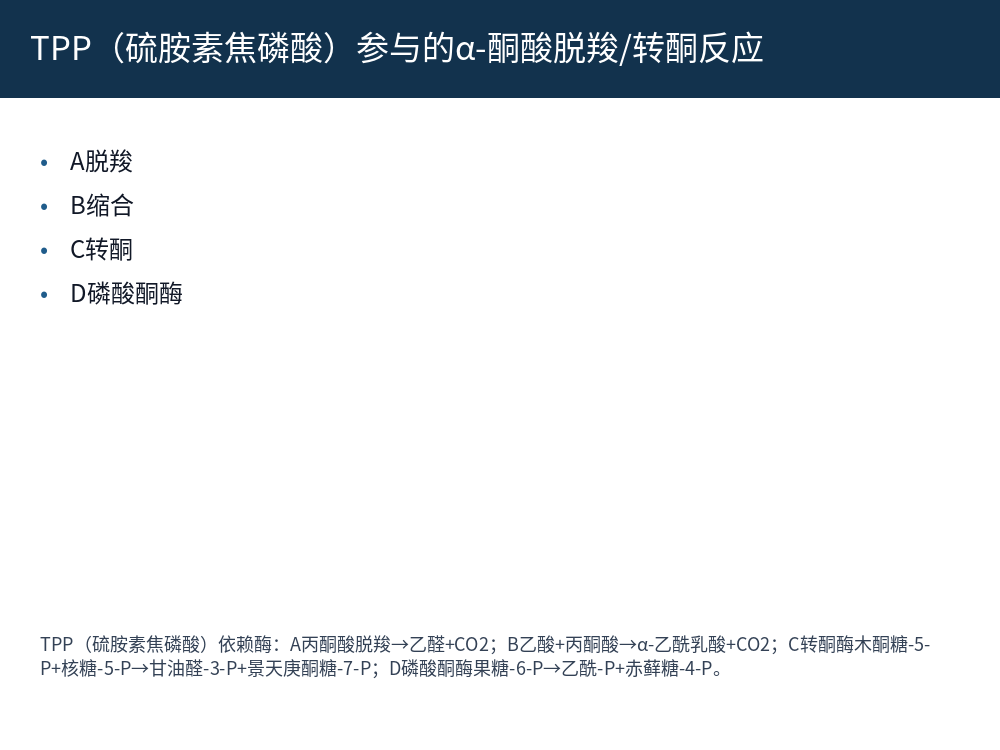 TPP（硫胺素焦磷酸）参与的α-酮酸脱羧/转酮反应
• A脱羧
• B缩合
• C转酮
• D磷酸酮酶
TPP（硫胺素焦磷酸）依赖酶：A丙酮酸脱羧→乙醛+CO2；B乙酸+丙酮酸→α-乙酰乳酸+CO2；C转酮酶木酮糖-5-
P+核糖-5-P→甘油醛-3-P+景天庚酮糖-7-P；D磷酸酮酶果糖-6-P→乙酰-P+赤藓糖-4-P。